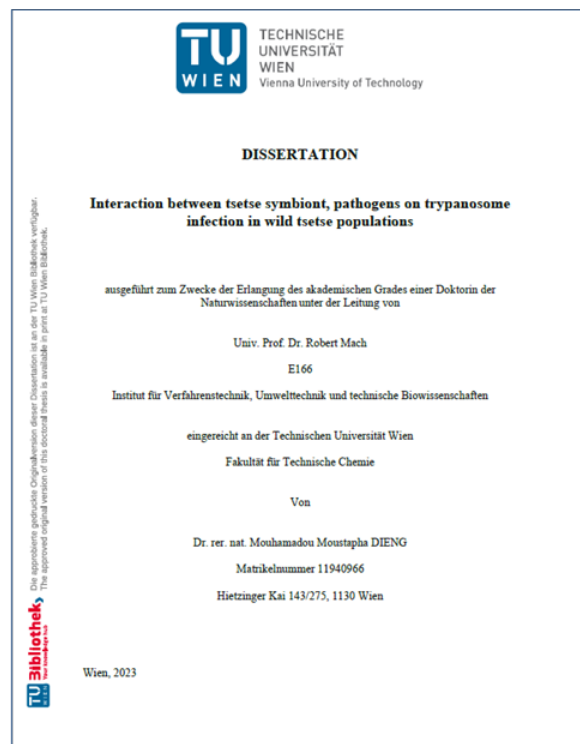 TU
WIEN
TECHNISCHE
UNIVERSITÄT
WIEN
Vienna University of Technology
DISSERTATION
Interaction between tsetse symbiont, pathogens on trypanosome
infection in wild tsetse populations
ausgeführt zum Zwecke der Erlangung des akademischen Grades einer Doktorin der
Naturwissenschaften unter der Leitung von
Univ. Prof. Dr. Robert Mach
E166
Institut für Verfahrenstechnik, Umwelttechnik und technische Biowissenschaften
eingereicht an der Technischen Universität Wien
Fakultät für Technische Chemie
Von
Dr. rer. nat. Mouhamadou Moustapha DIENG
Matrikelnummer 11940966
Hietzinger Kai 143/275, 1130 Wien
Wien, 2023
Die approbierte gedruckte Originalversion dieser Dissertation ist an der TU Wien Bibliothek verfügbar.
The approved original version of this doctoral thesis is available in print at TU Wien Bibliothek.
TU Bibliothek
WIEN Your knowledge hub